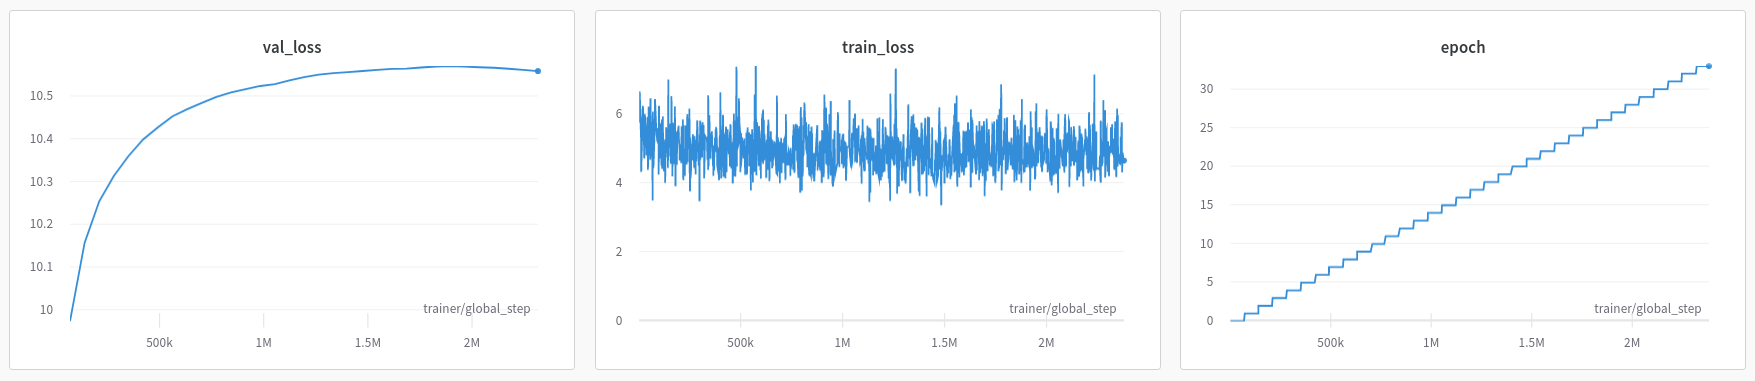 val_loss
10.5
10.4
10.3
10.2
10.1
10
trainer/global_step
500k 1M 1.5M 2M
train_loss
6
4
2
0
trainer/global_step
500k 1M 1.5M 2M
epoch
30
25
20
15
10
5
0
trainer/global_step
500k 1M 1.5M 2M